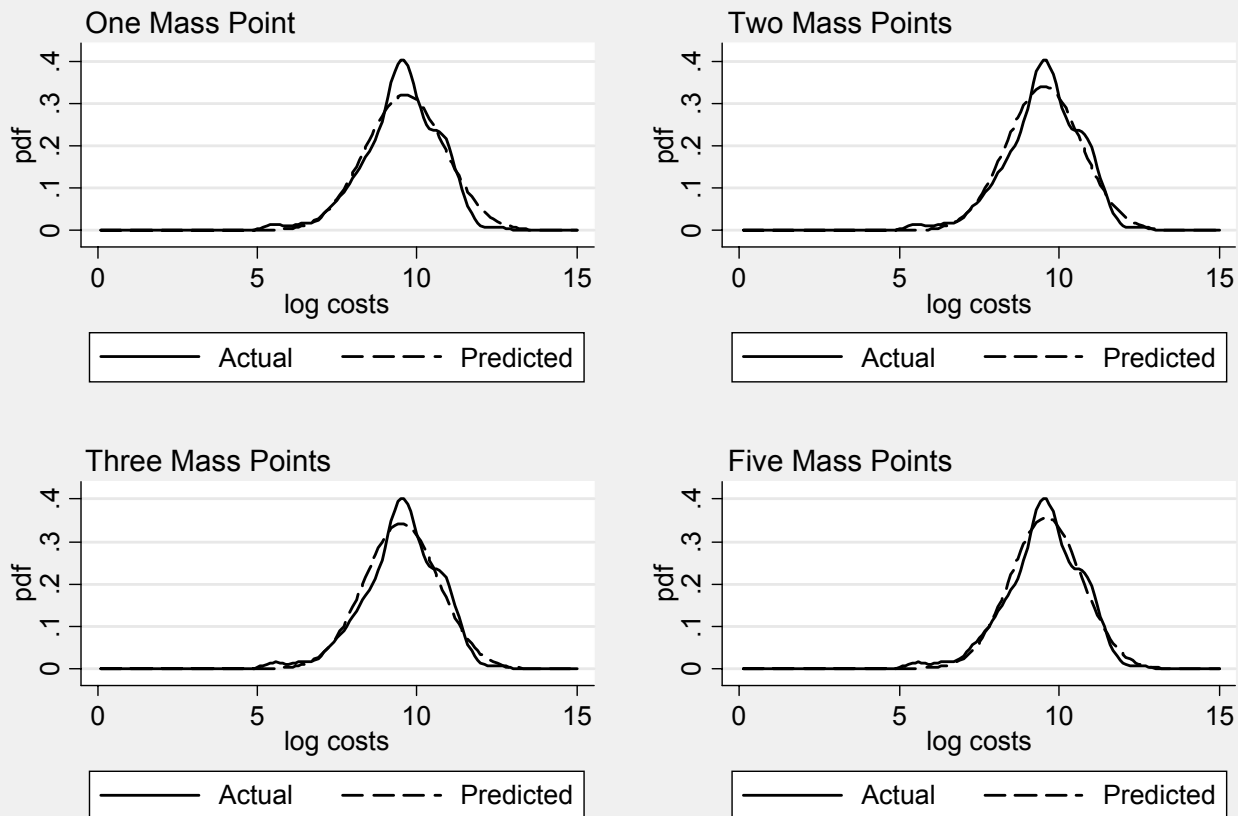 One Mass Point
pdf
.4
.3
.2
.1
0
0 5 10 15
log costs
Actual Predicted
Two Mass Points
pdf
.4
.3
.2
.1
0
0 5 10 15
log costs
Actual Predicted
Three Mass Points
pdf
.4
.3
.2
.1
0
0 5 10 15
log costs
Actual Predicted
Five Mass Points
pdf
.4
.3
.2
.1
0
0 5 10 15
log costs
Actual Predicted